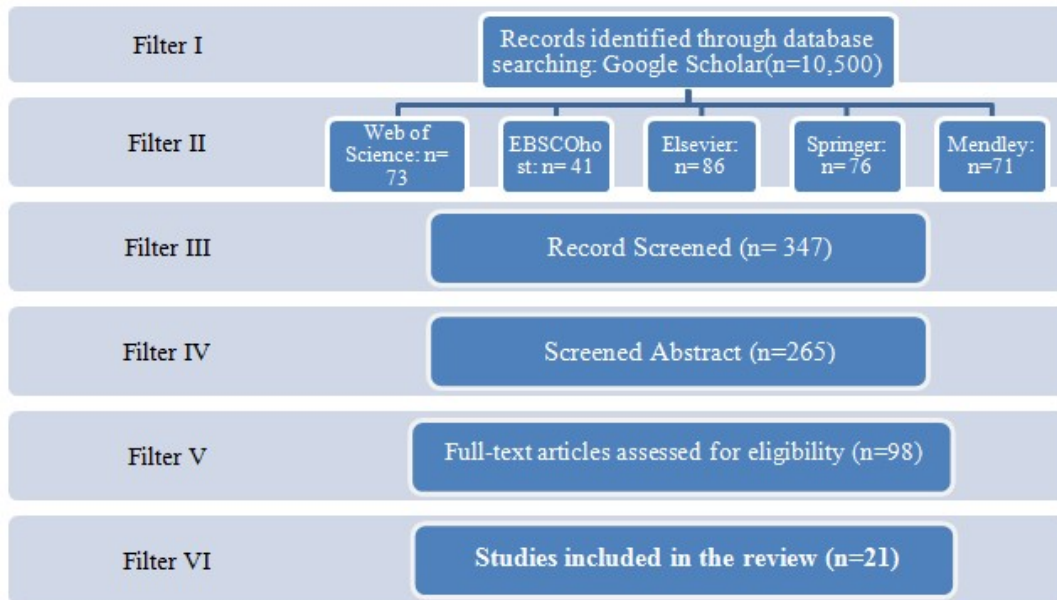 Filter I
Records identified through database
searching: Google Scholar(n=10,500)
Filter II
Web of
Science: n=
73
EBSCOho
st: n= 41
Elsevier:
n= 86
Springer:
n= 76
Mendley:
n=71
Filter III
Record Screened (n= 347)
Filter IV
Screened Abstract (n=265)
Filter V
Full-text articles assessed for eligibility (n=98)
Filter VI
Studies included in the review (n=21)